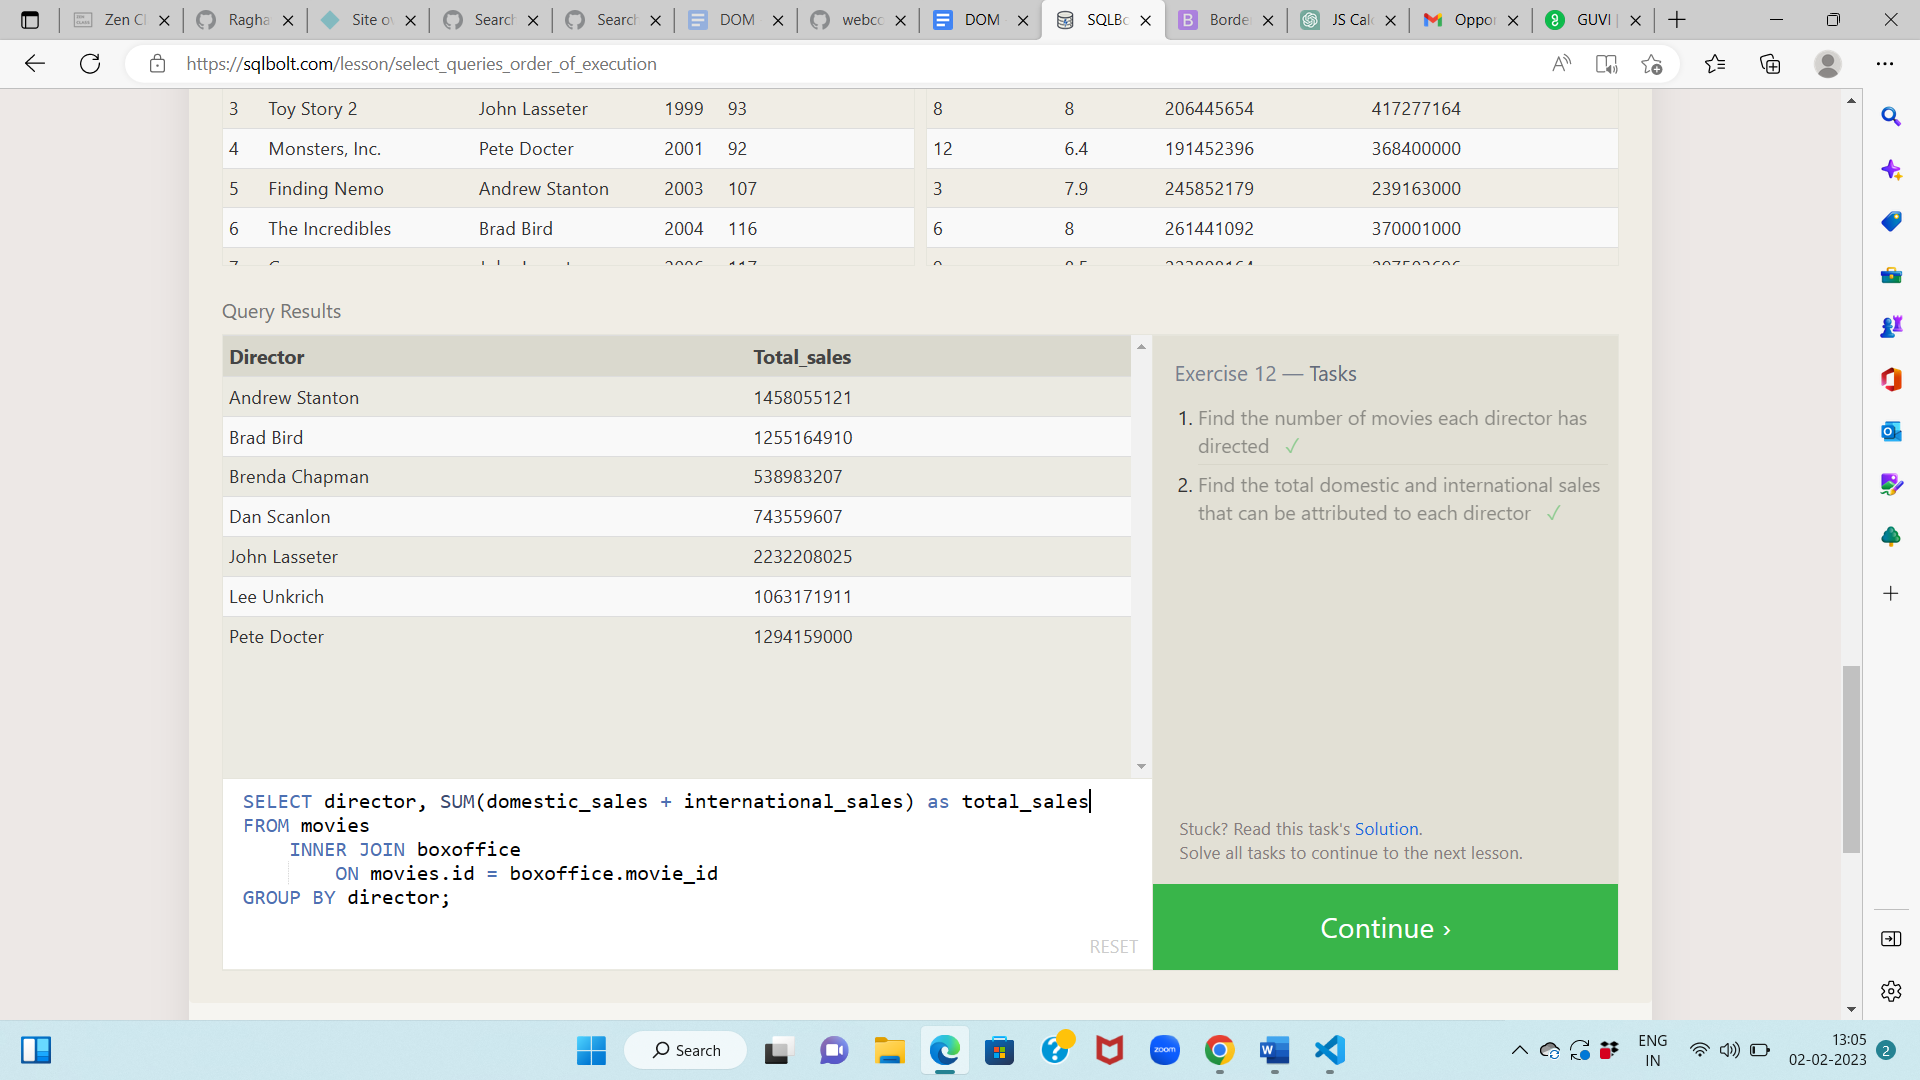 Zen Cl
Ragha
Site ov
Search
Search
DOM
webco
DOM
SQLBo
Border
JS Calc
Oppor
GUVI |
https://sqlbolt.com/lesson/select_queries_order_of_execution
3 Toy Story 2 John Lasseter 1999 93
8 8 206445654 417277164
4 Monsters, Inc. Pete Docter 2001 92
12 6.4 191452396 368400000
5 Finding Nemo Andrew Stanton 2003 107
3 7.9 245852179 239163000
6 The Incredibles Brad Bird 2004 116
6 8 261441092 370001000
Query Results
Director Total_sales
Andrew Stanton 1458055121
Brad Bird 1255164910
Brenda Chapman 538983207
Dan Scanlon 743559607
John Lasseter 2232208025
Lee Unkrich 1063171911
Pete Docter 1294159000
Exercise 12 — Tasks
1. Find the number of movies each director has
directed ✓
2. Find the total domestic and international sales
that can be attributed to each director ✓
SELECT director, SUM(domestic_sales + international_sales) as total_sales
FROM movies
INNER JOIN boxoffice
ON movies.id = boxoffice.movie_id
GROUP BY director;
RESET
Stuck? Read this task's Solution.
Solve all tasks to continue to the next lesson.
Continue ›
Search
zoom
ENG
IN
13:05
02-02-2023
2